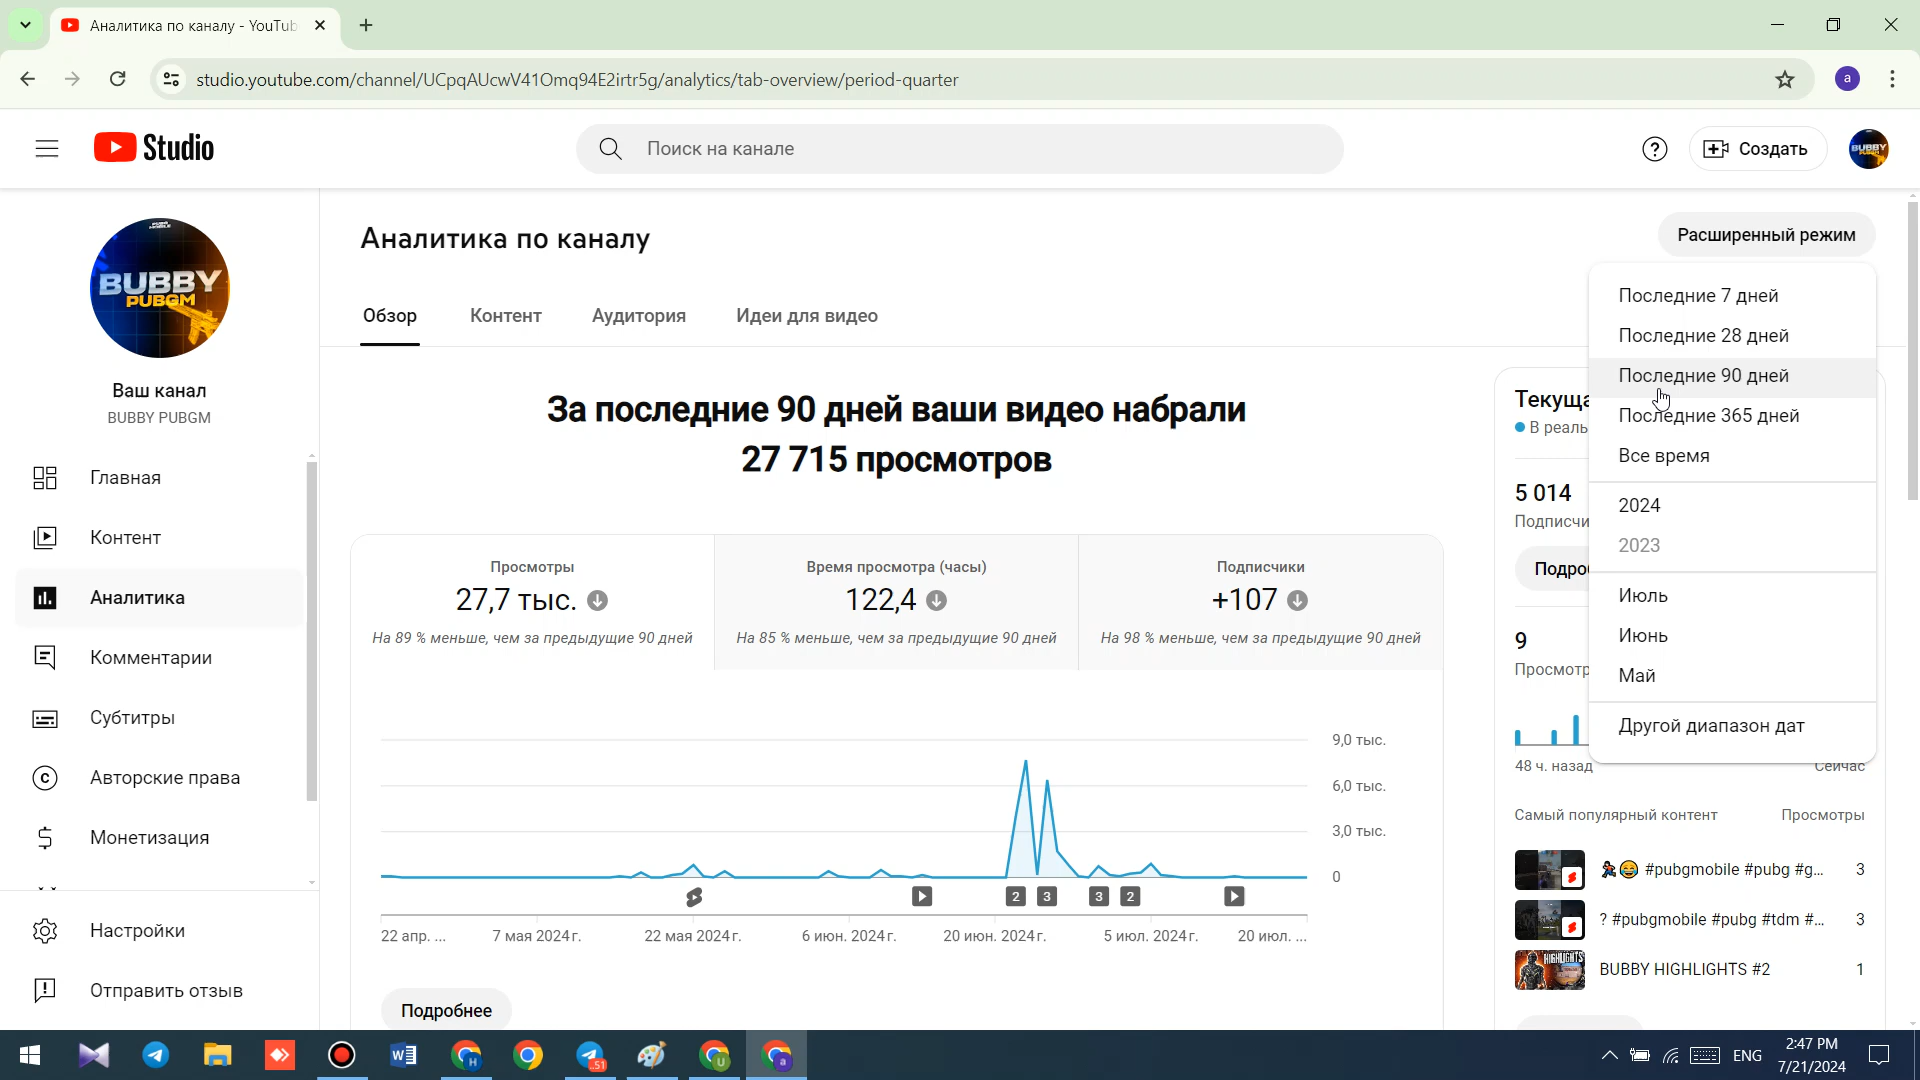 Аналитика по каналу - YouTub
studio.youtube.com/channel/UCpqAUcwV41Omq94E2irtr5g/analytics/tab-overview/period-quarter
a
Studio
Поиск на канале
Создать
BUBBY
BUBBY
PUBGM
Ваш канал
BUBBY PUBGM
Главная
Контент
Аналитика
Комментарии
Субтитры
Авторские права
Монетизация
Настройки
Отправить отзыв
Аналитика по каналу
Расширенный режим
Обзор
Контент
Аудитория
Идеи для видео
За последние 90 дней ваши видео набрали
27 715 просмотров
Просмотры
27,7 тыс.
На 89 % меньше, чем за предыдущие 90 дней
Время просмотра (часы)
122,4
На 85 % меньше, чем за предыдущие 90 дней
Подписчики
+107
На 98 % меньше, чем за предыдущие 90 дней
9,0 тыс.
6,0 тыс.
3,0 тыс.
0
2 3 3 2
22 апр. ... 7 мая 2024 г. 22 мая 2024 г. 6 июн. 2024 г. 20 июн. 2024 г. 5 июл. 2024 г. 20 июл. ...
Подробнее
Последние 7 дней
Последние 28 дней
Последние 90 дней
Последние 365 дней
Все время
2024
2023
Июль
Июнь
Май
Другой диапазон дат
Текуща
В реаль
5 014
Подписчи
Подро
9
Просмотр
48 ч. назад
Сейчас
Самый популярный контент Просмотры
#pubgmobile #pubg #g... 3
? #pubgmobile #pubg #tdm #... 3
HIGHLIGHTS
BUBBY HIGHLIGHTS #2 1
51
ENG
2:47 PM
7/21/2024